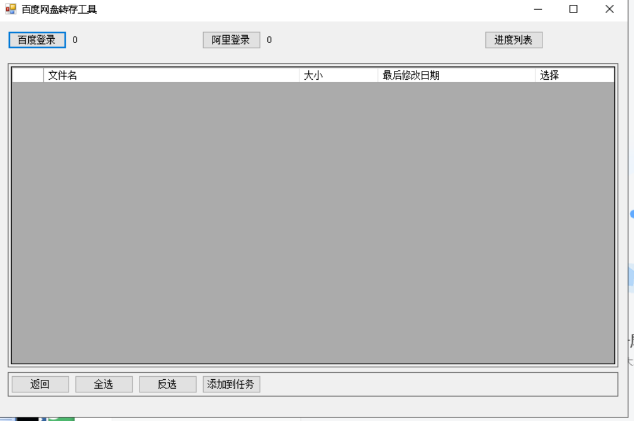 百度网盘转存工具
百度登录 0 阿里登录 0 进度列表
文件名 大小 最后修改日期 选择
返回 全选 反选 添加到任务